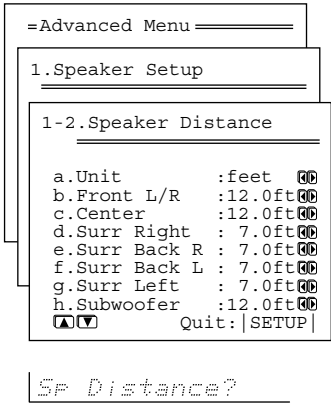 =Advanced Menu
1.Speaker Setup
1-2.Speaker Distance
a.Unit :feet
b.Front L/R :12.0ft
c.Center :12.0ft
d.Surr Right : 7.0ft
e.Surr Back R : 7.0ft
f.Surr Back L : 7.0ft
g.Surr Left : 7.0ft
h.Subwoofer :12.0ft
Quit:|SETUP|
Sp Distance?